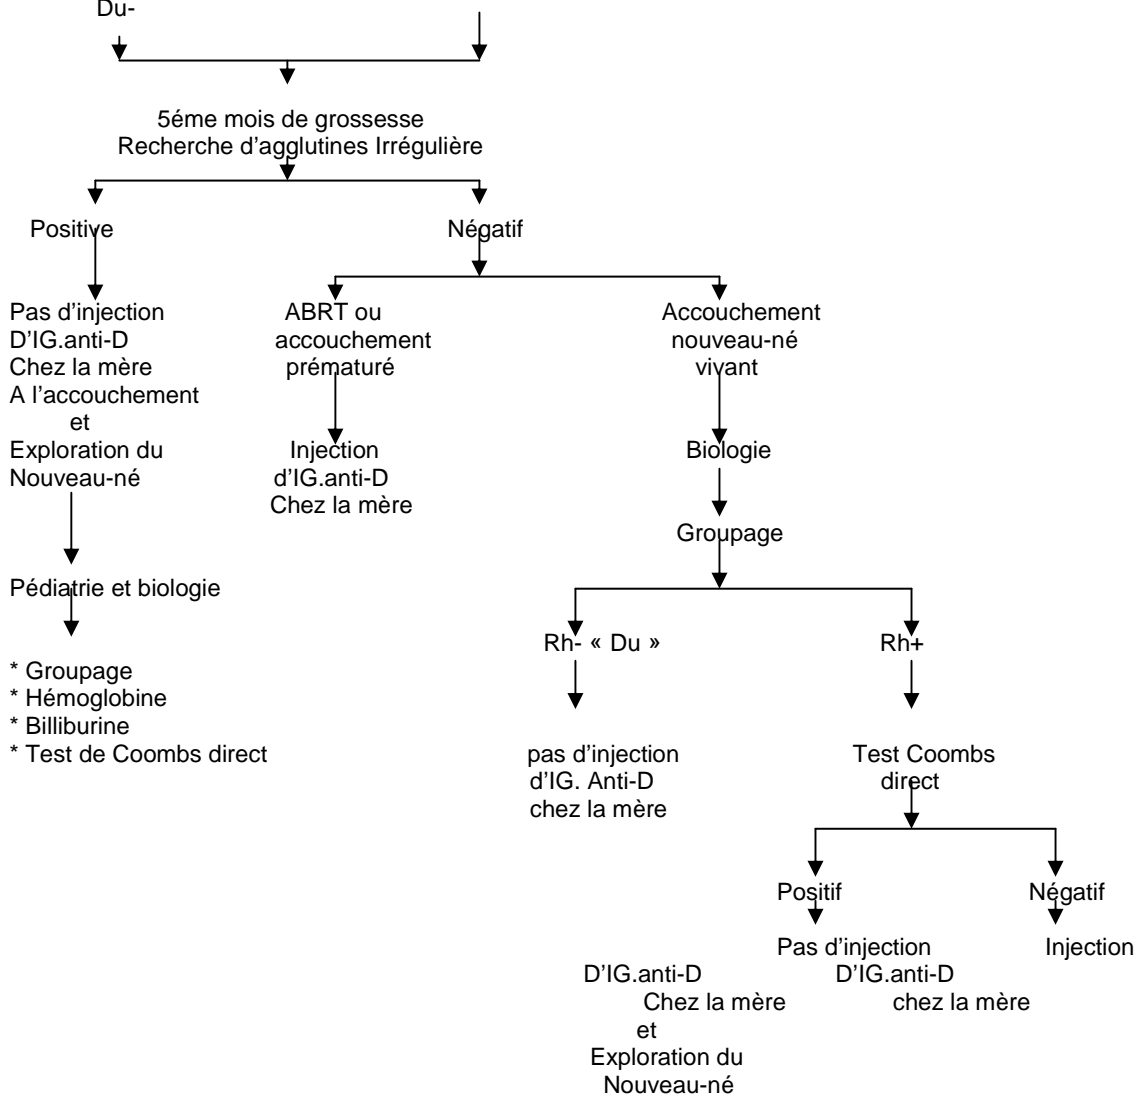 Du-
5éme mois de grossesse
Recherche d'agglutines Irrégulière
Positive
Négatif
Pas d'injection
D'IG.anti-D
Chez la mère
A l'accouchement
et
Exploration du
Nouveau-né
ABRT ou
accouchement
prématuré
Accouchement
nouveau-né
vivant
Injection
d'IG.anti-D
Chez la mère
Biologie
Groupage
Pédiatrie et biologie
* Groupage
* Hémoglobine
* Billiburine
* Test de Coombs direct
Rh- « Du »
Rh+
pas d'injection
d'IG. Anti-D
chez la mère
Test Coombs
direct
Positif
Négatif
Pas d'injection Injection
D'IG.anti-D D'IG.anti-D
Chez la mère chez la mère
et
Exploration du
Nouveau-né